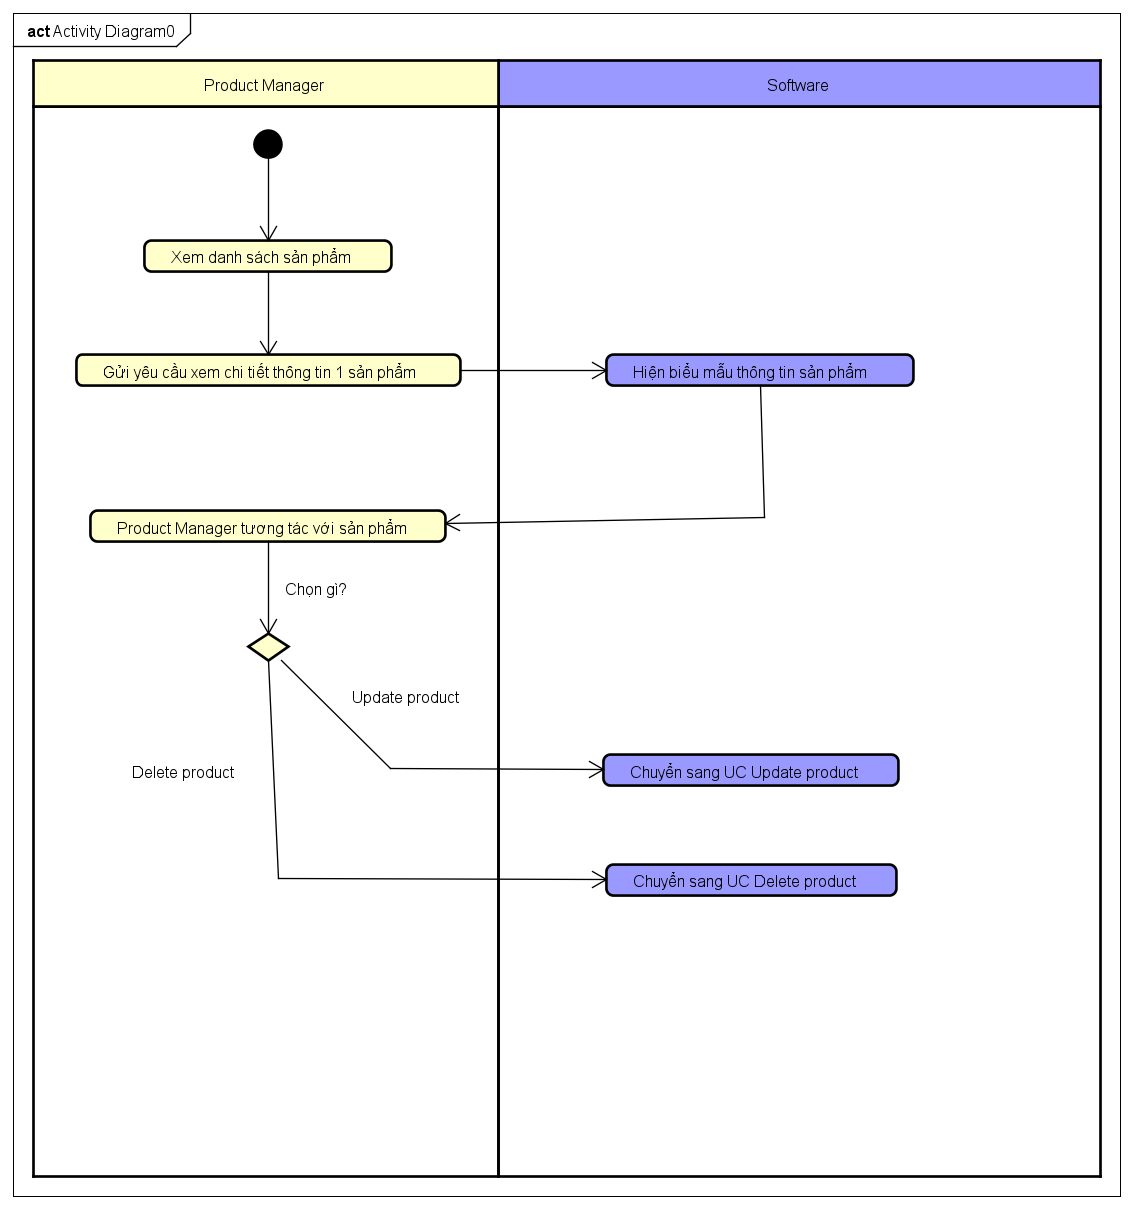 act Activity Diagram0
Product Manager
Software
Xem danh sách sản phẩm
Gửi yêu cầu xem chi tiết thông tin 1 sản phẩm
Hiện biểu mẫu thông tin sản phẩm
Product Manager tương tác với sản phẩm
Chọn gì?
Update product
Delete product
Chuyển sang UC Update product
Chuyển sang UC Delete product